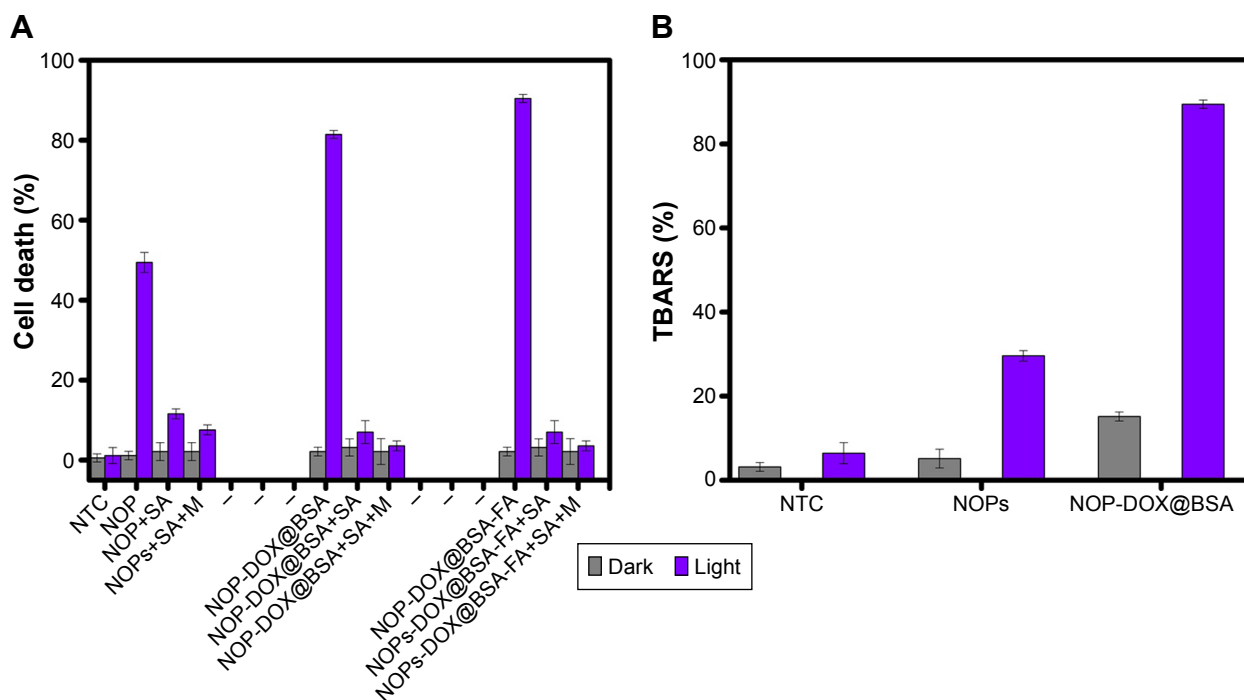 A
Cell death (%)
100
80
60
40
20
0
NTC
NOP
NOP+SA
NOPs+SA+M
–
–
–
NOP-DOX@BSA
NOP-DOX@BSA+SA
NOP-DOX@BSA+SA+M
–
–
–
NOP-DOX@BSA-FA
NOPs-DOX@BSA-FA+SA
NOPs-DOX@BSA-FA+SA+M
B
TBARS (%)
100
80
60
40
20
0
NTC
NOPs
NOP-DOX@BSA
Dark
Light